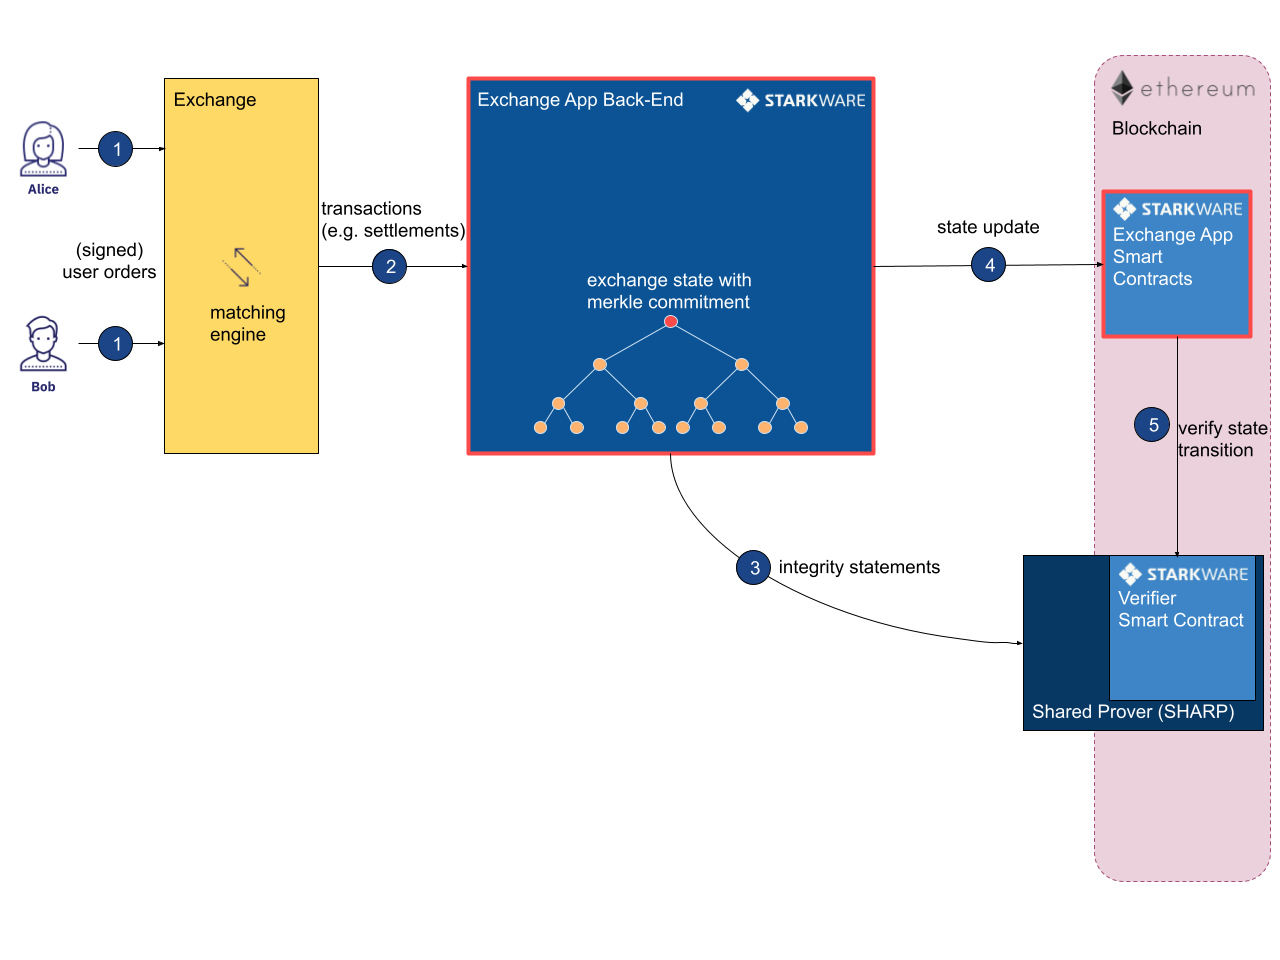 Exchange
Alice
1
(signed)
user orders
1
Bob
matching
engine
transactions
(e.g. settlements)
2
Exchange App Back-End
STARKWARE
exchange state with
merkle commitment
3
integrity statements
state update
4
ethereum
Blockchain
STARKWARE
Exchange App
Smart
Contracts
5
verify state
transition
STARKWARE
Verifier
Smart Contract
Shared Prover (SHARP)